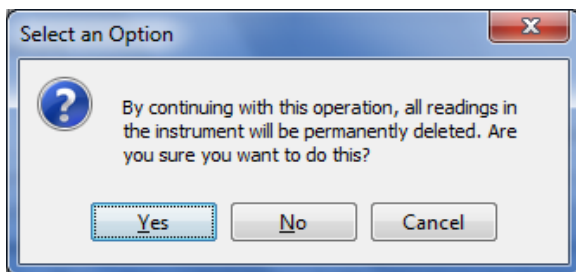 Select an Option
By continuing with this operation, all readings in
the instrument will be permanently deleted. Are
you sure you want to do this?
Yes
No
Cancel